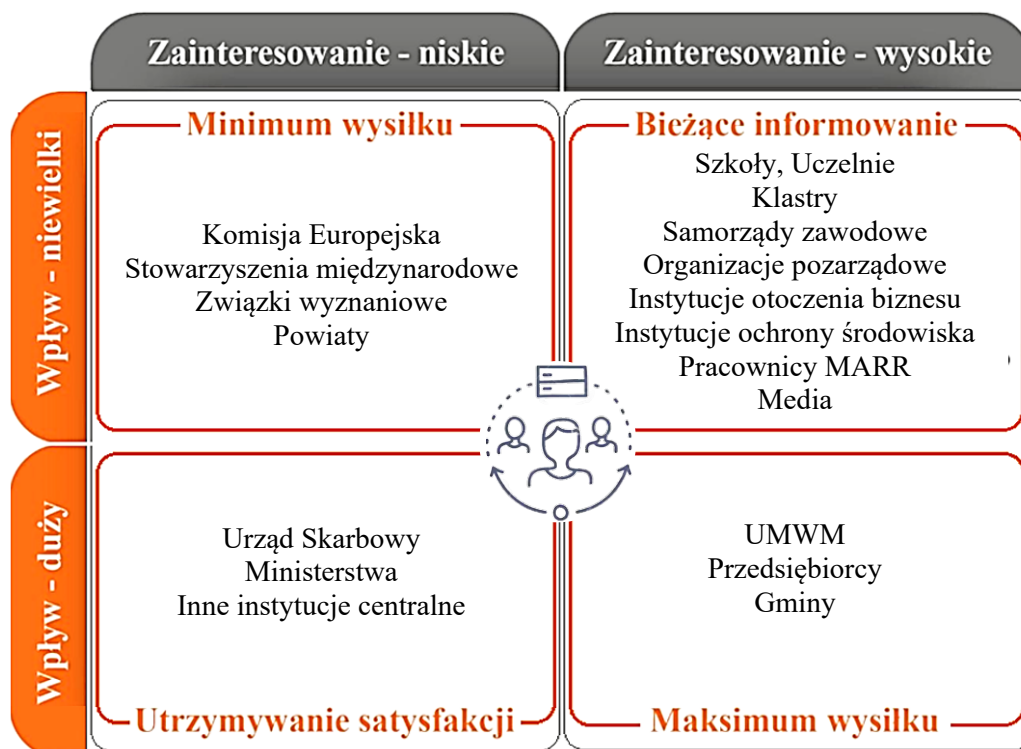 Zainteresowanie - niskie
Zainteresowanie - wysokie
Wpływ - niewielki
Minimum wysiłku
Komisja Europejska
Stowarzyszenia międzynarodowe
Związki wyznaniowe
Powiaty
Bieżące informowanie
Szkoły, Uczelnie
Klastry
Samorządy zawodowe
Organizacje pozarządowe
Instytucje otoczenia biznesu
Instytucje ochrony środowiska
Pracownicy MARR
Media
Wpływ - duży
Urząd Skarbowy
Ministerstwa
Inne instytucje centralne
Utrzymywanie satysfakcji
UMWM
Przedsiębiorcy
Gminy
Maksimum wysiłku